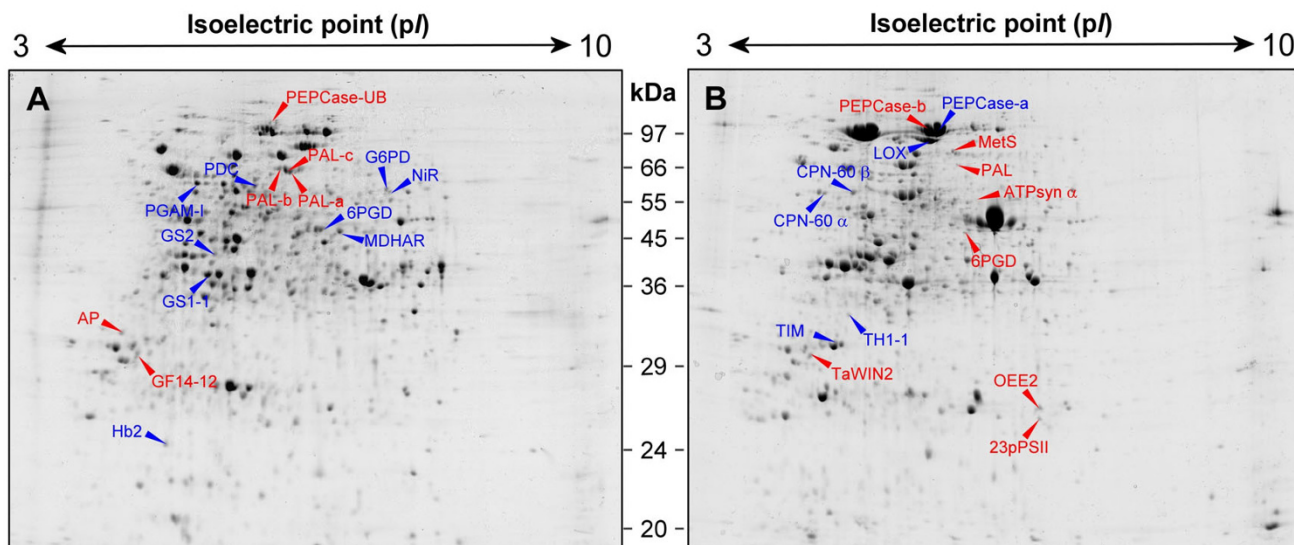 Isoelectric point (pI)
3
10
Isoelectric point (pI)
3
10
A
PEPCase-UB
PAL-c
PDC
G6PD
NiR
PAL-b
PAL-a
PGAM-I
6PGD
GS2
MDHAR
GS1-1
AP
GF14-12
Hb2
kDa
97
66
55
45
36
29
24
20
B
PEPCase-b
PEPCase-a
LOX
MetS
CPN-60 β
PAL
ATPsyn α
CPN-60 α
6PGD
TIM
TH1-1
TaWIN2
OEE2
23pPSII